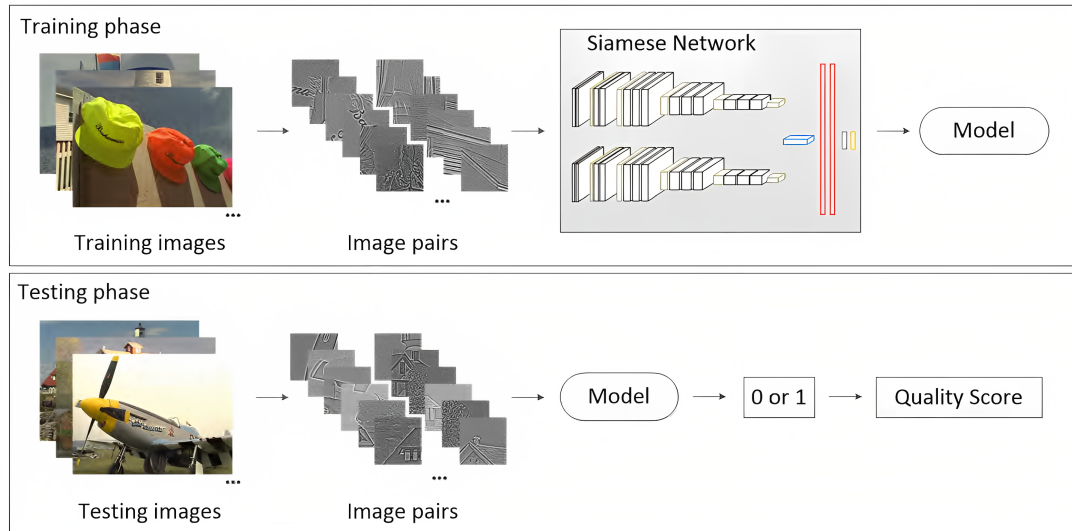 Training phase
Siamese Network
Model
...
...
Training images
Image pairs
Testing phase
Model
0 or 1
Quality Score
...
...
Testing images
Image pairs